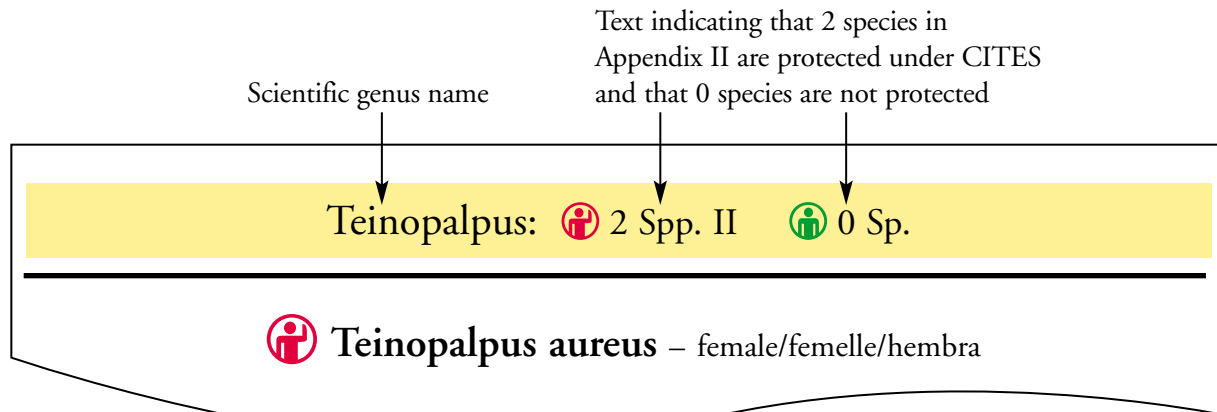 Text indicating that 2 species in
Appendix II are protected under CITES
and that 0 species are not protected
Scientific genus name
Teinopalpus: 2 Spp. II 0 Sp.
Teinopalpus aureus – female/femelle/hembra